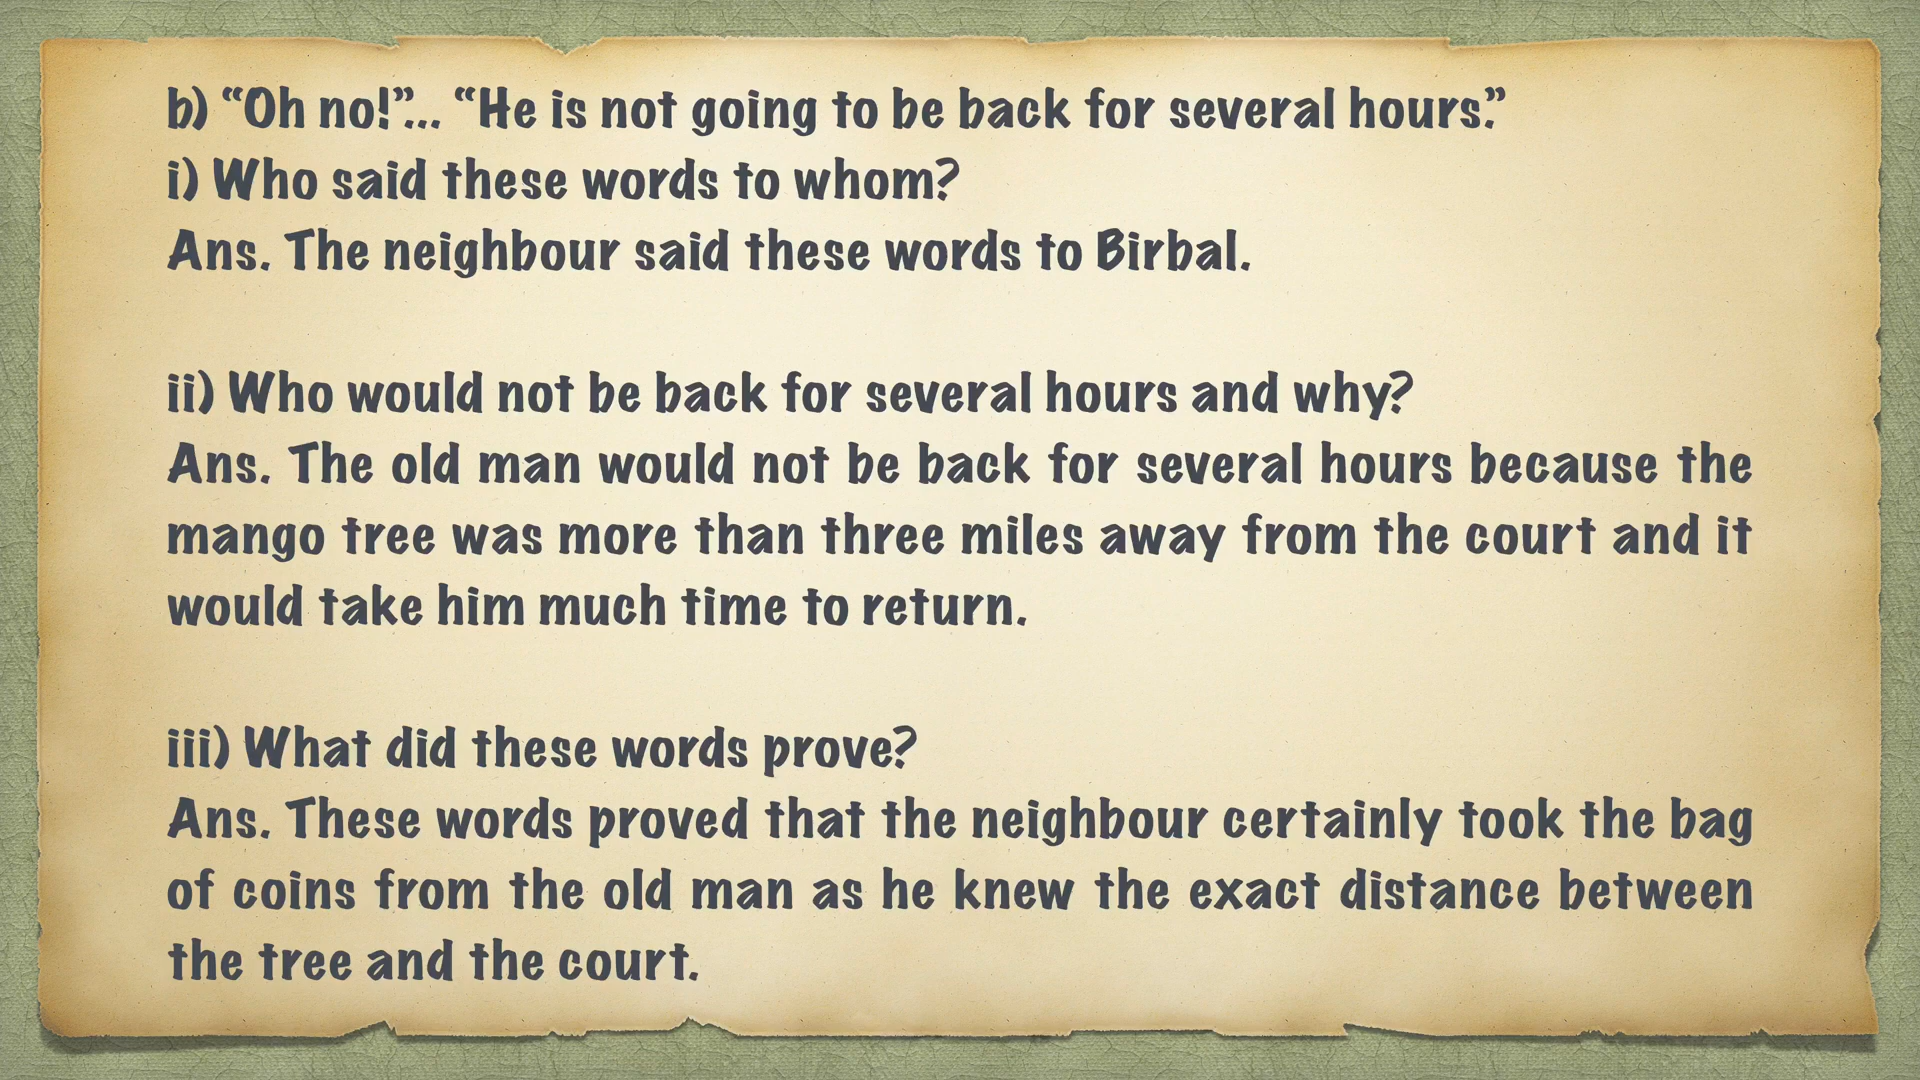 b) “Oh no!”... “He is not going to be back for several hours.”
i) Who said these words to whom?
Ans. The neighbour said these words to Birbal.
ii) Who would not be back for several hours and why?
Ans. The old man would not be back for several hours because the
mango tree was more than three miles away from the court and it
would take him much time to return.
iii) What did these words prove?
Ans. These words proved that the neighbour certainly took the bag
of coins from the old man as he knew the exact distance between
the tree and the court.